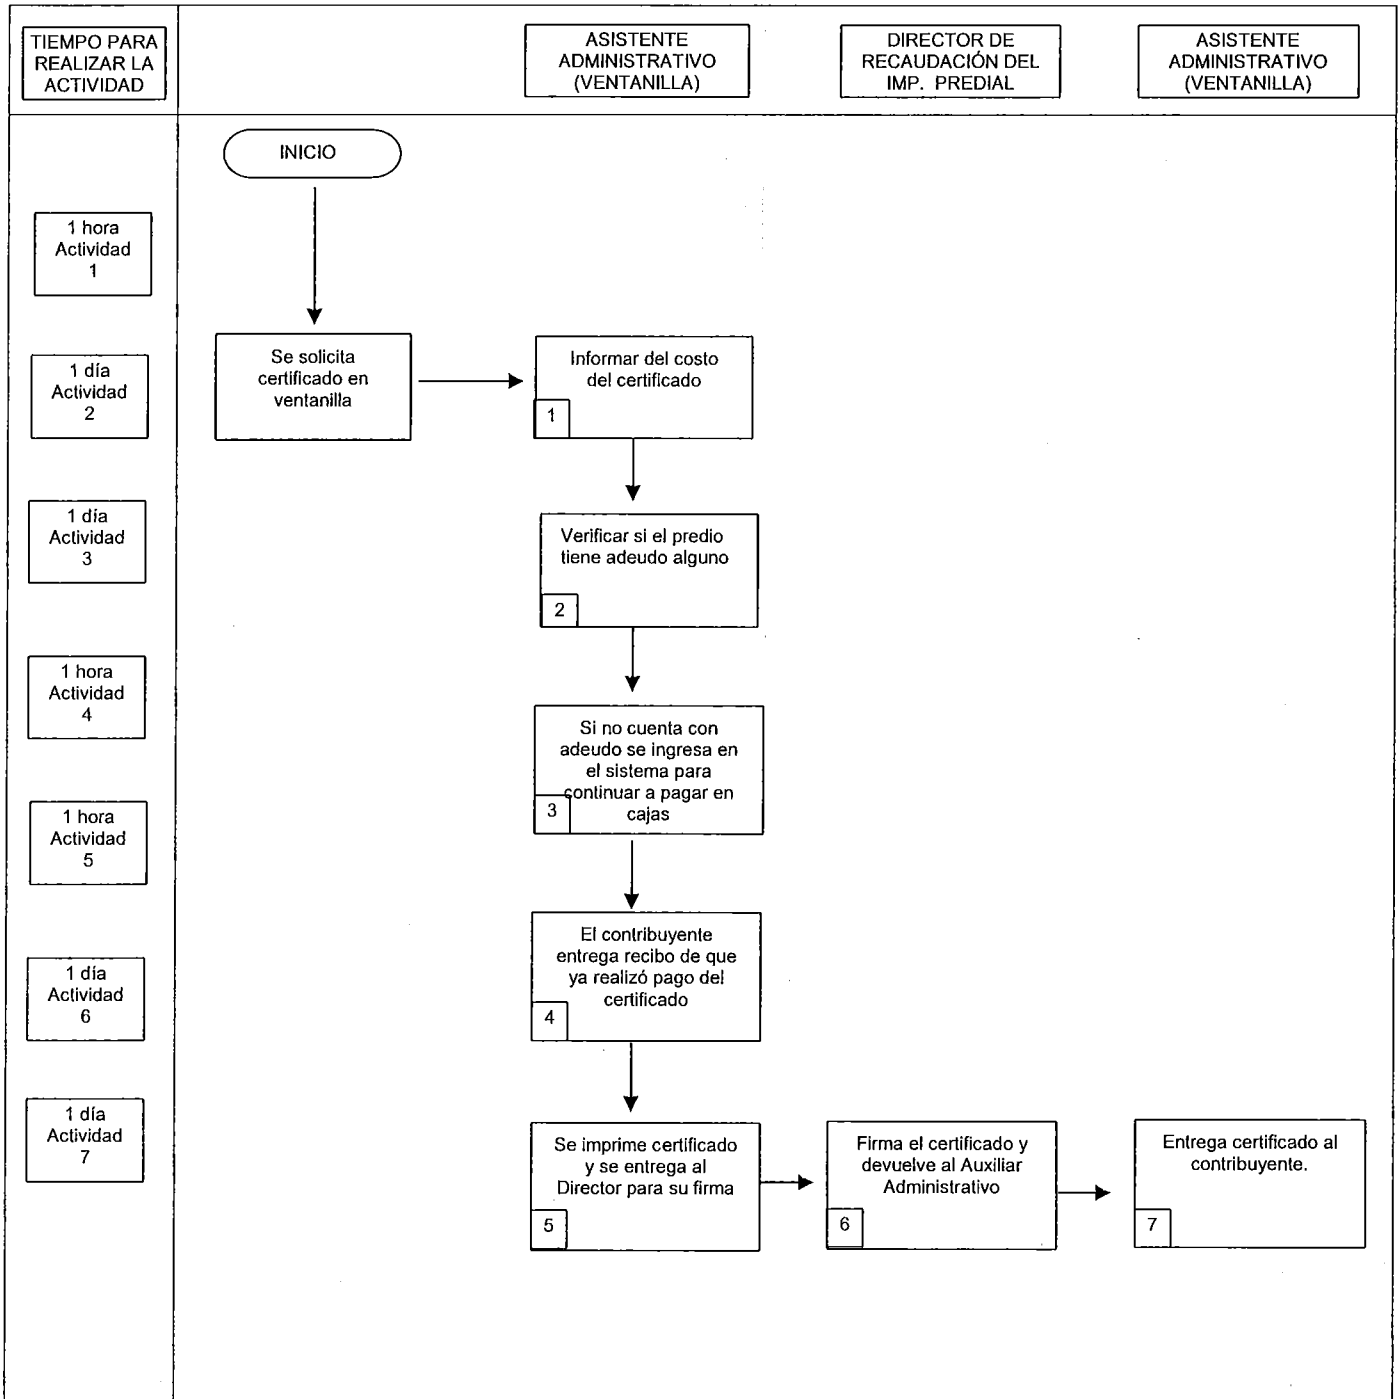 TIEMPO PARA
REALIZAR LA
ACTIVIDAD
ASISTENTE
ADMINISTRATIVO
(VENTANILLA)
DIRECTOR DE
RECAUDACIÓN DEL
IMP. PREDIAL
ASISTENTE
ADMINISTRATIVO
(VENTANILLA)
INICIO
1 hora
Actividad
1
Se solicita
certificado en
ventanilla
Informar del costo
del certificado
1
1 día
Actividad
2
1 día
Actividad
3
Verificar si el predio
tiene adeudo alguno
2
1 hora
Actividad
4
Si no cuenta con
adeudo se ingresa en
el sistema para
continuar a pagar en
cajas
3
1 hora
Actividad
5
El contribuyente
entrega recibo de que
ya realizó pago del
certificado
4
1 día
Actividad
6
1 día
Actividad
7
Se imprime certificado
y se entrega al
Director para su firma
5
Firma el certificado y
devuelve al Auxiliar
Administrativo
6
Entrega certificado al
contribuyente.
7